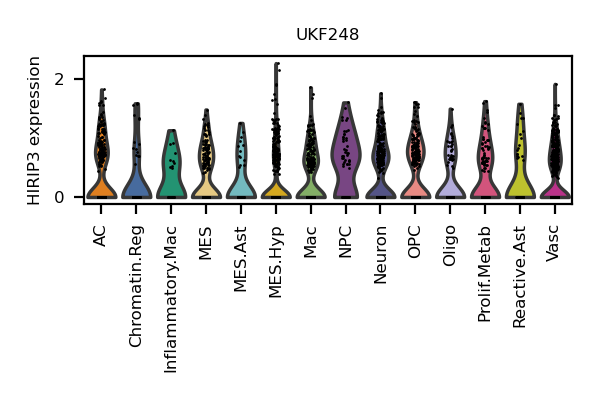 UKF248
HIRIP3 expression
2
0
AC
Chromatin.Reg
Inflammatory.Mac
MES
MES.Ast
MES.Hyp
Mac
NPC
Neuron
OPC
Oligo
Prolif.Metab
Reactive.Ast
Vasc